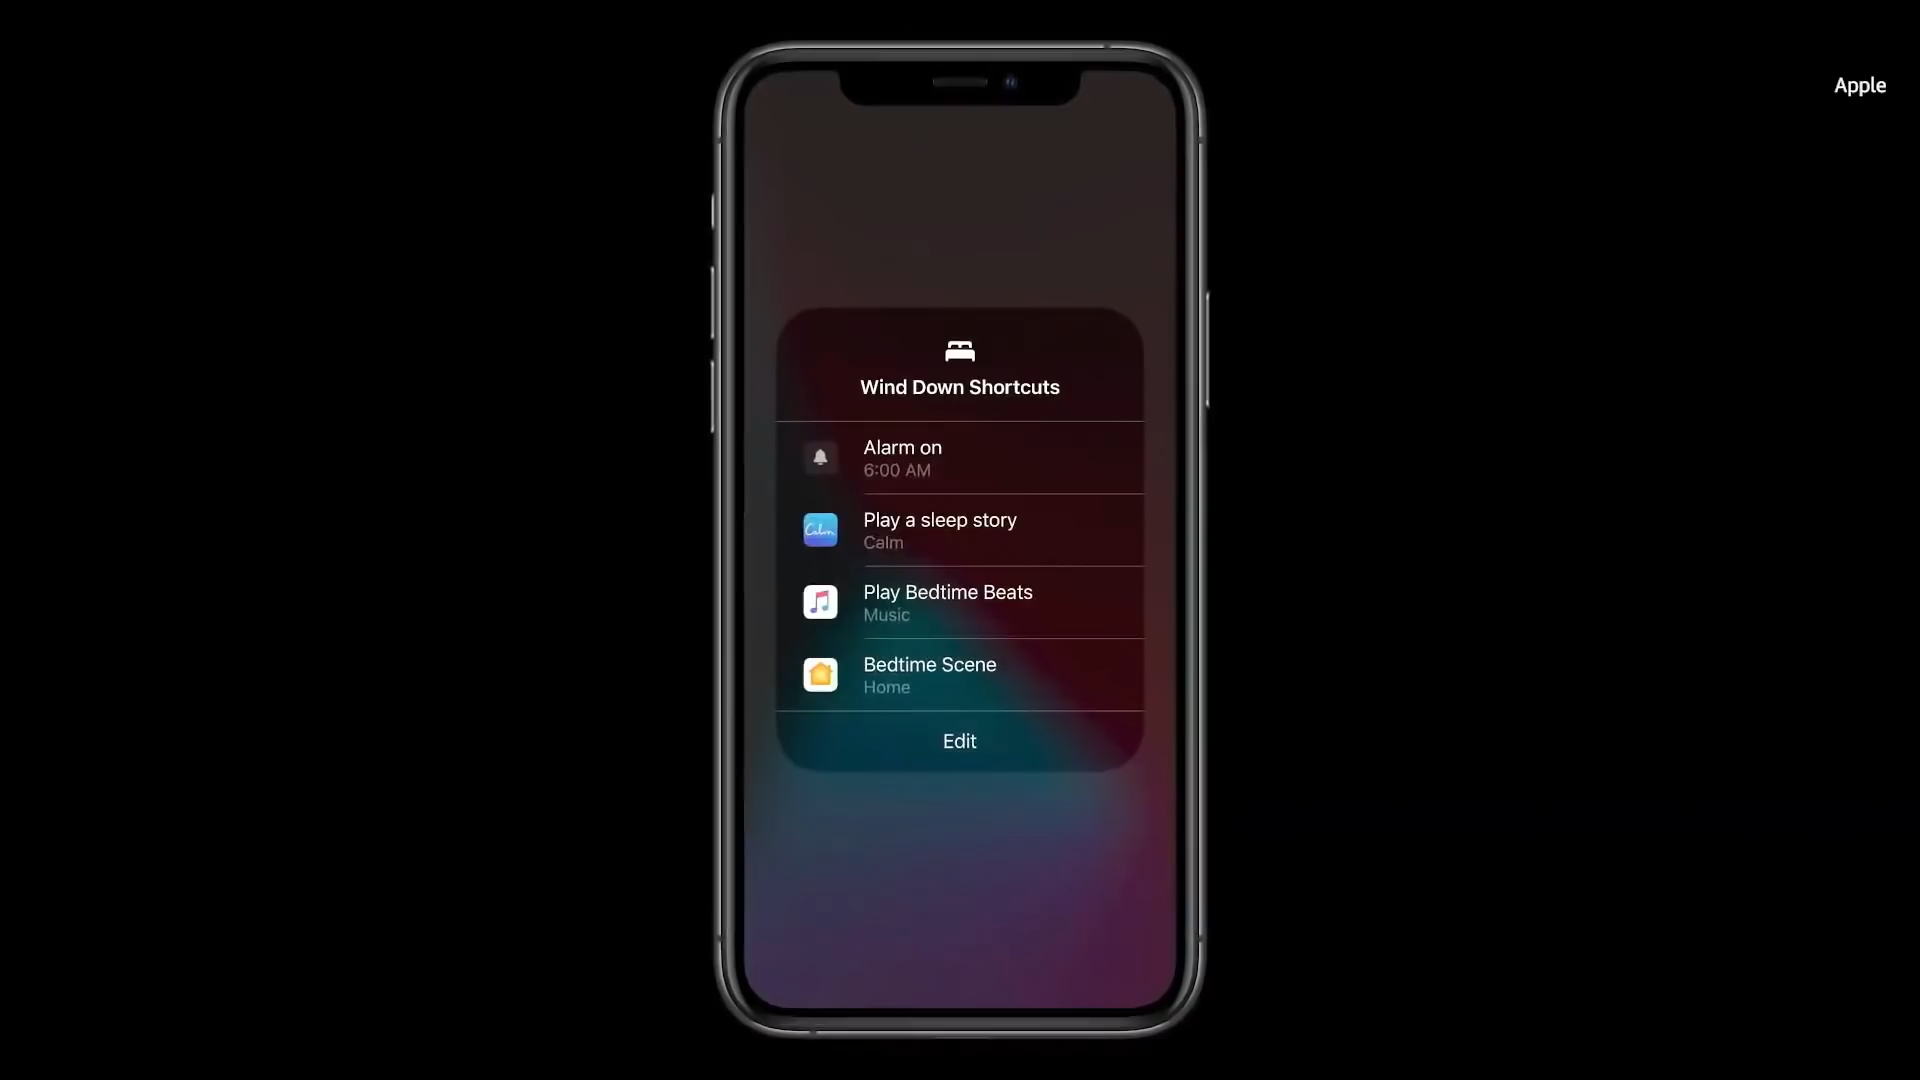 Apple
Wind Down Shortcuts
Alarm on
6:00 AM
Calm
Play a sleep story
Calm
Play Bedtime Beats
Music
Bedtime Scene
Home
Edit